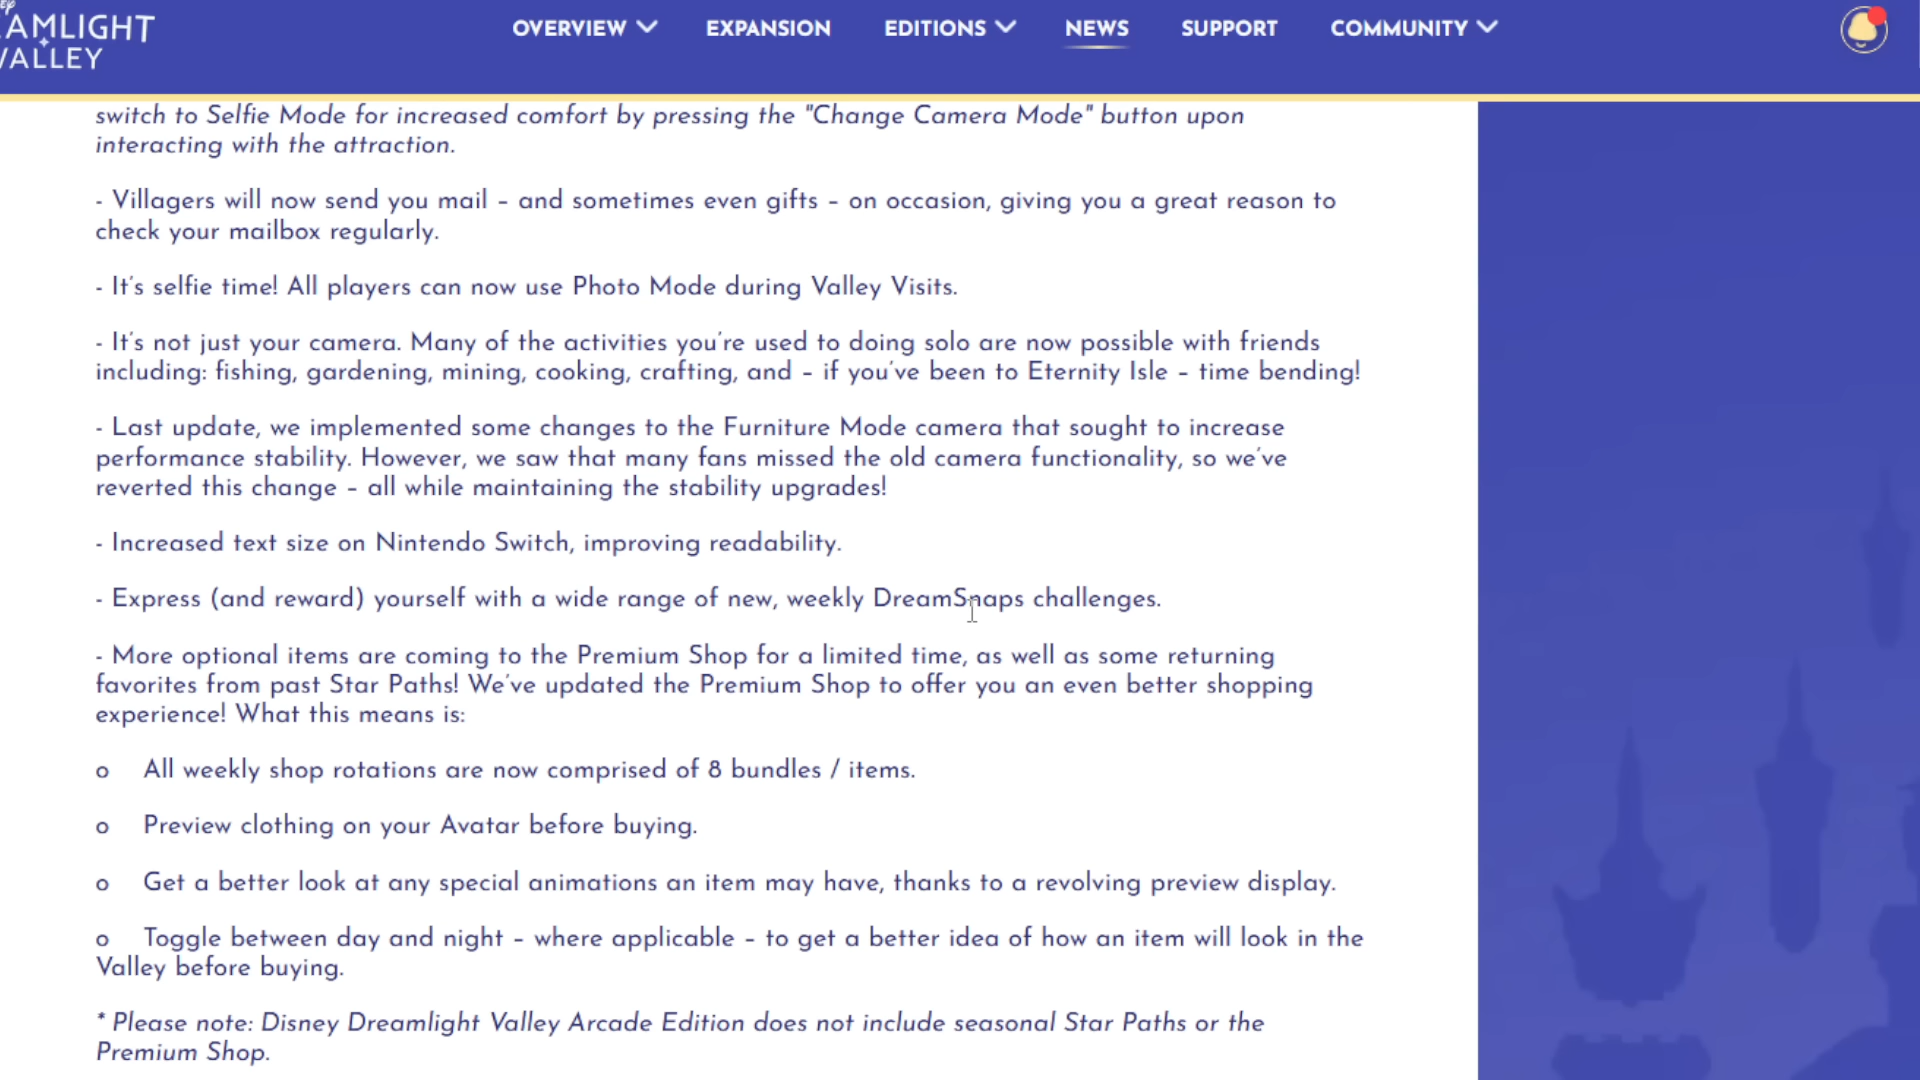 AMLIGHT
VALLEY
OVERVIEW
EXPANSION
EDITIONS
NEWS
SUPPORT
COMMUNITY
switch to Selfie Mode for increased comfort by pressing the "Change Camera Mode" button upon
interacting with the attraction.
- Villagers will now send you mail – and sometimes even gifts – on occasion, giving you a great reason to
check your mailbox regularly.
- It's selfie time! All players can now use Photo Mode during Valley Visits.
- It's not just your camera. Many of the activities you're used to doing solo are now possible with friends
including: fishing, gardening, mining, cooking, crafting, and – if you've been to Eternity Isle – time bending!
- Last update, we implemented some changes to the Furniture Mode camera that sought to increase
performance stability. However, we saw that many fans missed the old camera functionality, so we've
reverted this change – all while maintaining the stability upgrades!
- Increased text size on Nintendo Switch, improving readability.
- Express (and reward) yourself with a wide range of new, weekly DreamSnaps challenges.
- More optional items are coming to the Premium Shop for a limited time, as well as some returning
favorites from past Star Paths! We've updated the Premium Shop to offer you an even better shopping
experience! What this means is:
o All weekly shop rotations are now comprised of 8 bundles / items.
o Preview clothing on your Avatar before buying.
o Get a better look at any special animations an item may have, thanks to a revolving preview display.
o Toggle between day and night – where applicable – to get a better idea of how an item will look in the
Valley before buying.
* Please note: Disney Dreamlight Valley Arcade Edition does not include seasonal Star Paths or the
Premium Shop.